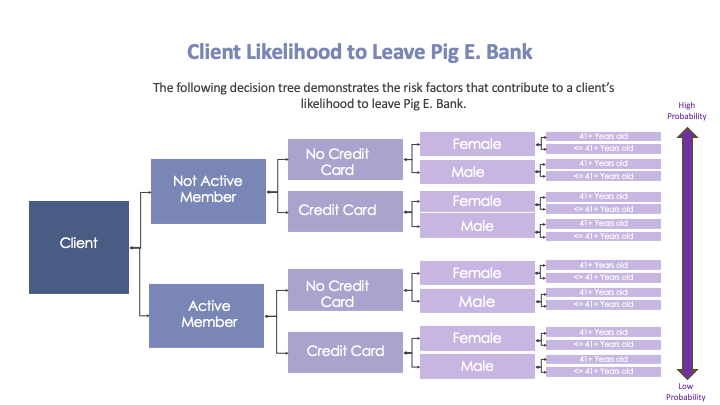 Client Likelihood to Leave Pig E. Bank
The following decision tree demonstrates the risk factors that contribute to a client's
likelihood to leave Pig E. Bank.
High
Probability
Client
Not Active
Member
Active
Member
No Credit
Card
Credit Card
No Credit
Card
Credit Card
Female
Male
Female
Male
Female
Male
Female
Male
41+ Years old
<= 41+ Years old
41+ Years old
<= 41+ Years old
41+ Years old
<= 41+ Years old
41+ Years old
<= 41+ Years old
41+ Years old
<= 41+ Years old
41+ Years old
<= 41+ Years old
41+ Years old
<= 41+ Years old
41+ Years old
<= 41+ Years old
Low
Probability